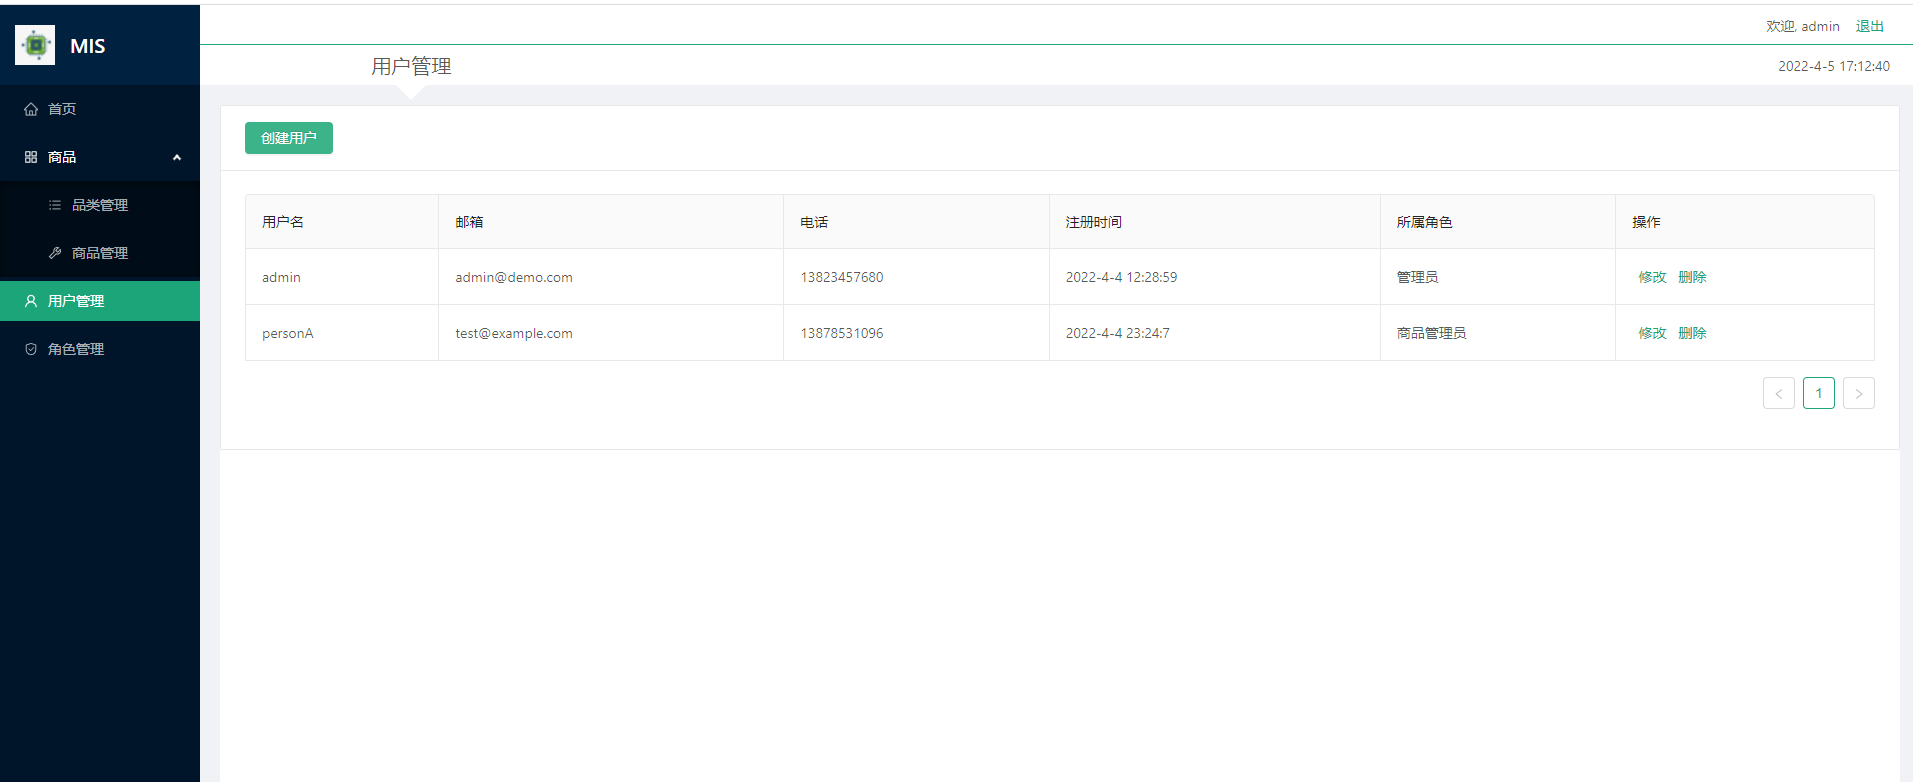 MIS
欢迎, admin 退出
用户管理
2022-4-5 17:12:40
首页
商品
品类管理
商品管理
用户管理
角色管理
创建用户
用户名 邮箱 电话 注册时间 所属角色 操作
admin admin@demo.com 13823457680 2022-4-4 12:28:59 管理员 修改 删除
personA test@example.com 13878531096 2022-4-4 23:24:7 商品管理员 修改 删除
< 1 >